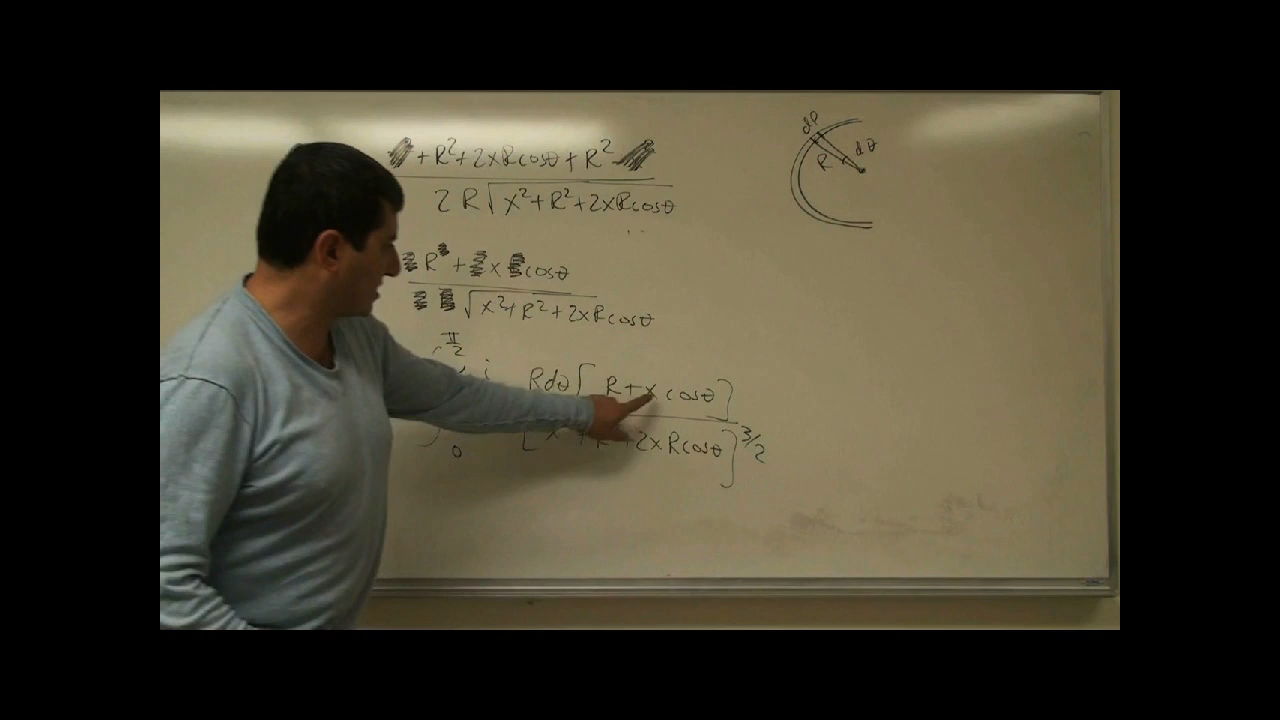 + R² + 2xRcosθ + R²
2R√x² + R² + 2xRcosθ
R + x cosθ
√x² + R² + 2xRcosθ
π/2
i
Rdθ [R + x cosθ]
2xRcosθ]^3/2
0
dl
R
dθ